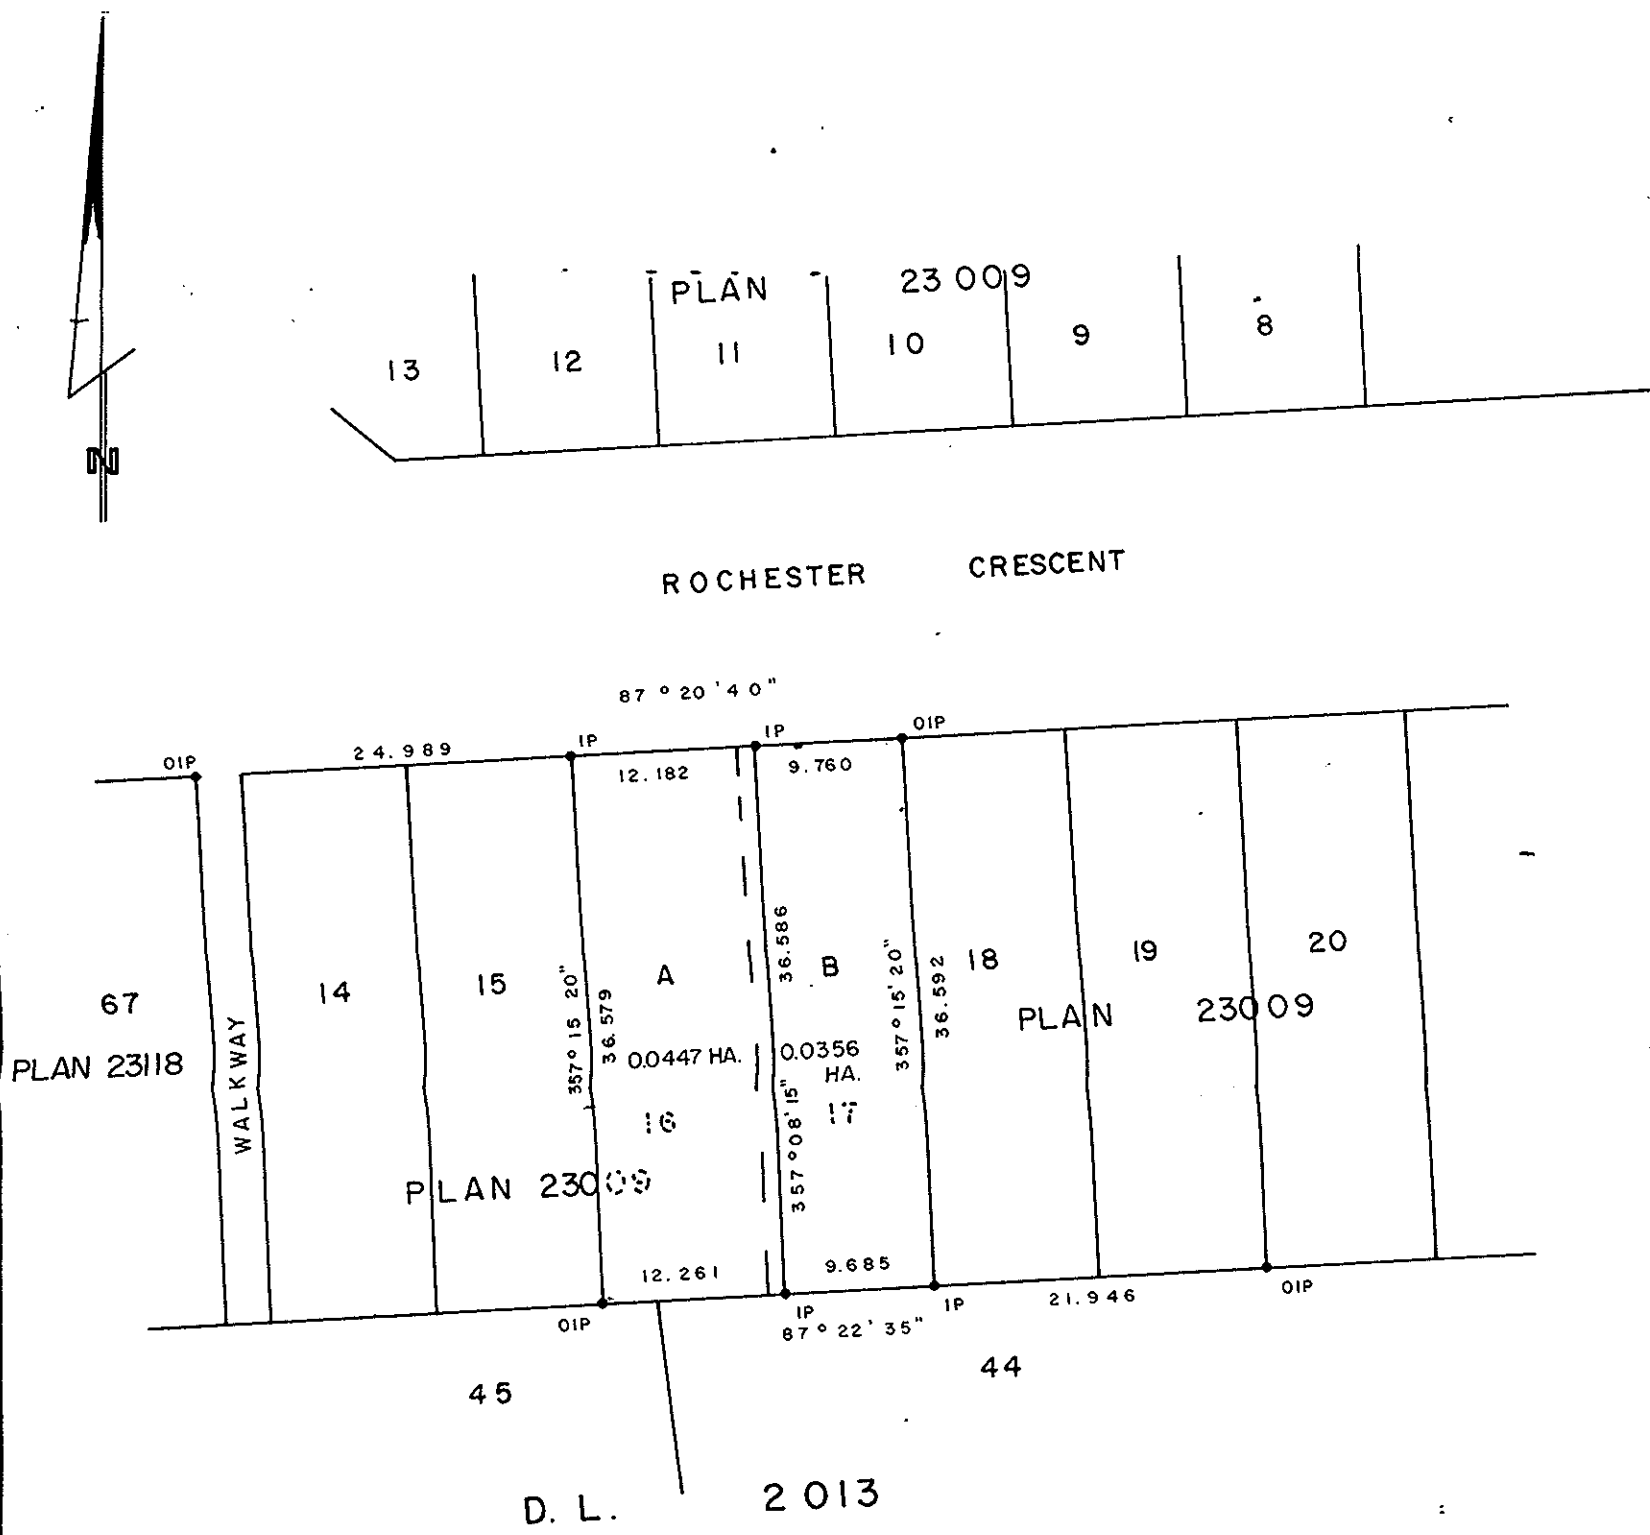 PLAN 23009
13 12 11 10 9 8
N
ROCHESTER CRESCENT
87° 20' 40"
OIP 24.989 IP IP OIP
12.182 9.760
67 14 15 A B 18 19 20
PLAN 23118
WALKWAY
357° 15 20"
36.579
36.586
357° 08' 15"
357° 15' 20"
36.592
0.0447 HA.
0.0356
HA.
16 17
PLAN 23009
PLAN 23009
12.261 9.685
OIP IP IP 21.946 OIP
87° 22' 35"
45 44
D. L. 2013